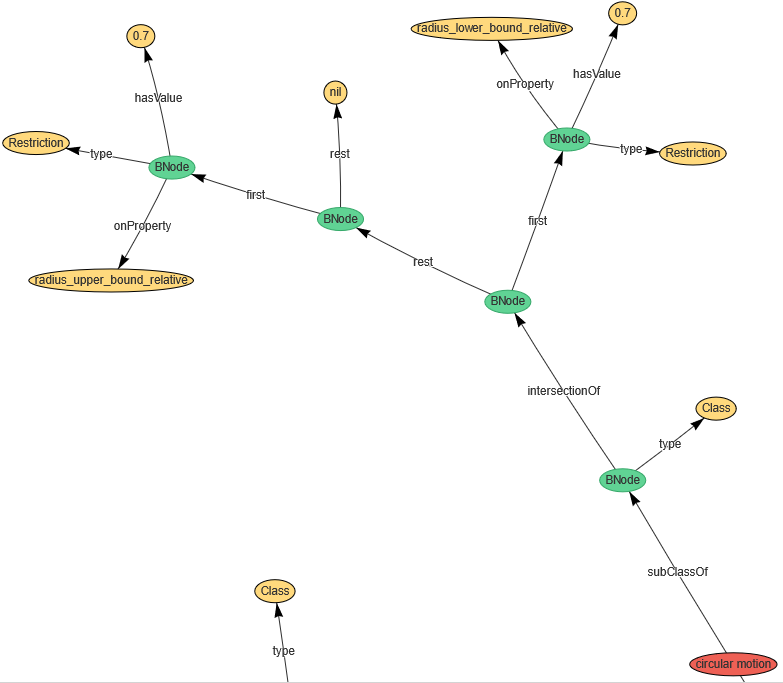 0.7
radius_lower_bound_relative
0.7
hasValue
onProperty
nil
hasValue
Restriction
type
BNode
rest
BNode
type
Restriction
first
BNode
first
onProperty
radius_upper_bound_relative
rest
BNode
intersectionOf
Class
type
BNode
subClassOf
Class
type
circular motion